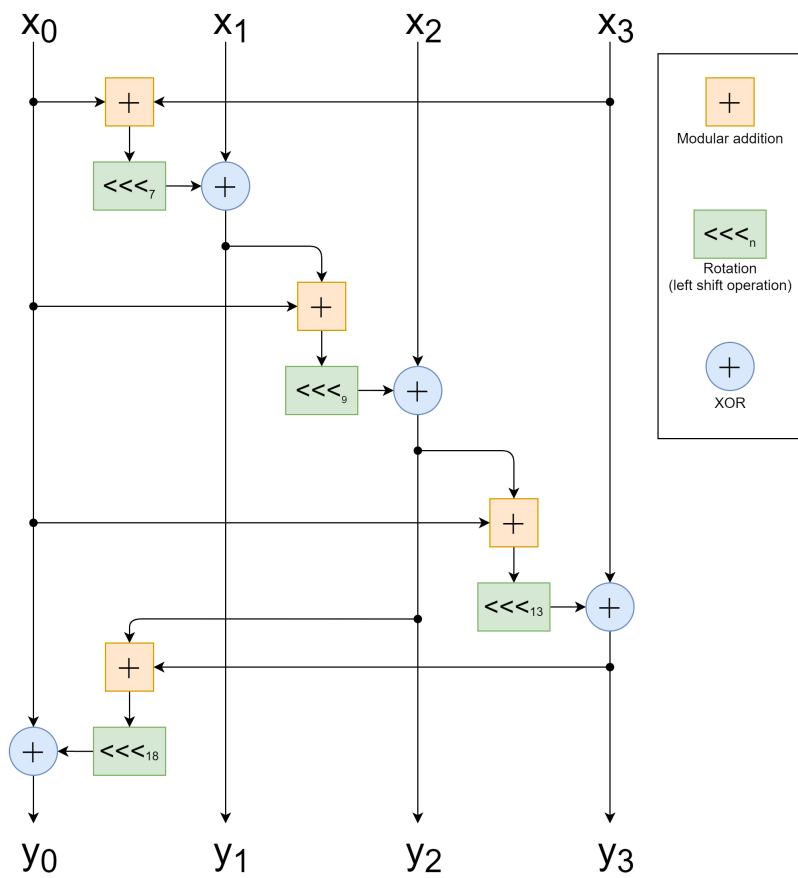 x0 x1 x2 x3
+
+
Modular addition
<<<7
+
<<<n
Rotation
(left shift operation)
+
+
XOR
<<<9
+
+
<<<13
+
+
+
<<<18
y0 y1 y2 y3